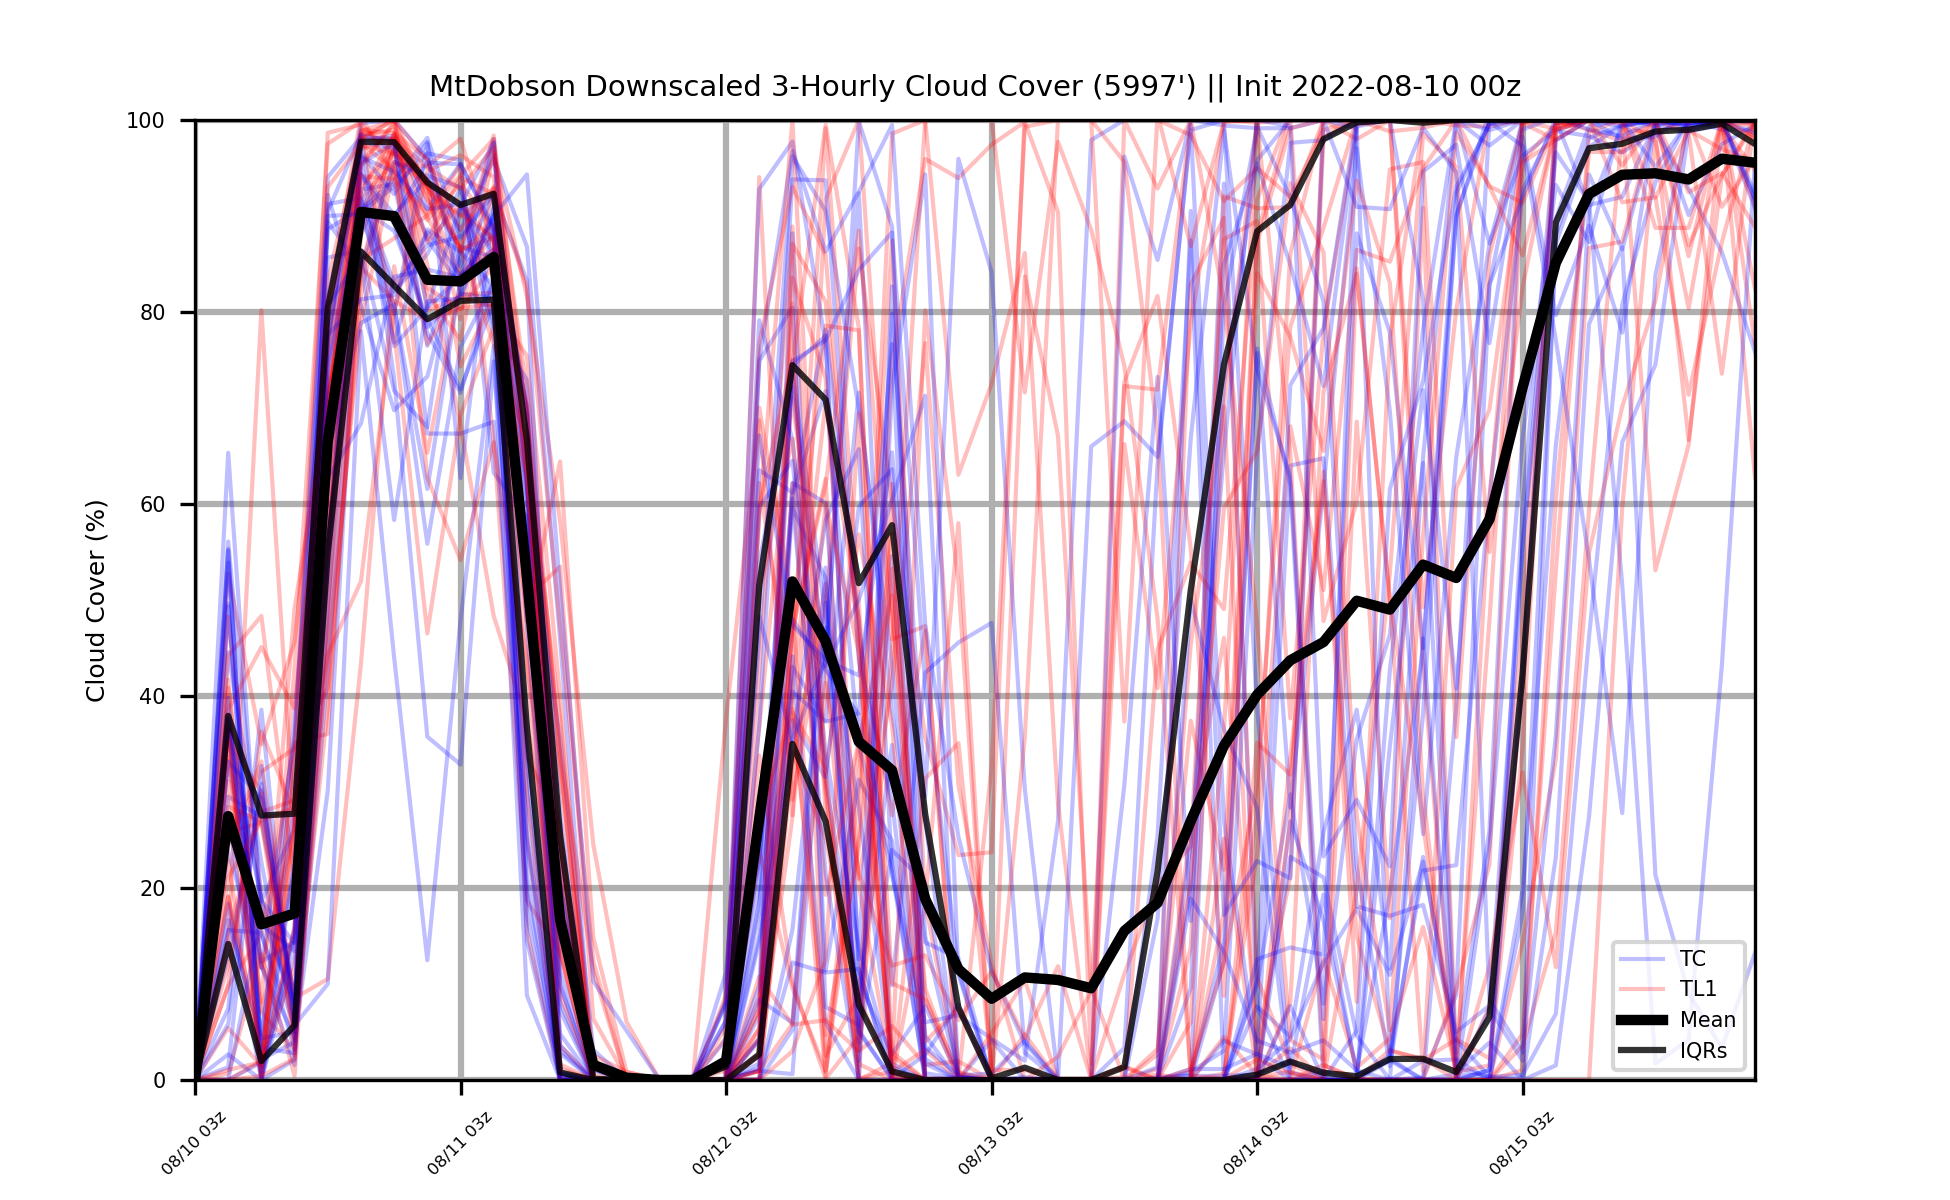 MtDobson Downscaled 3-Hourly Cloud Cover (5997') || Init 2022-08-10 00z
Cloud Cover (%)
100
80
60
40
20
0
08/10 03z
08/11 03z
08/12 03z
08/13 03z
08/14 03z
08/15 03z
TC
TL1
Mean
IQRs